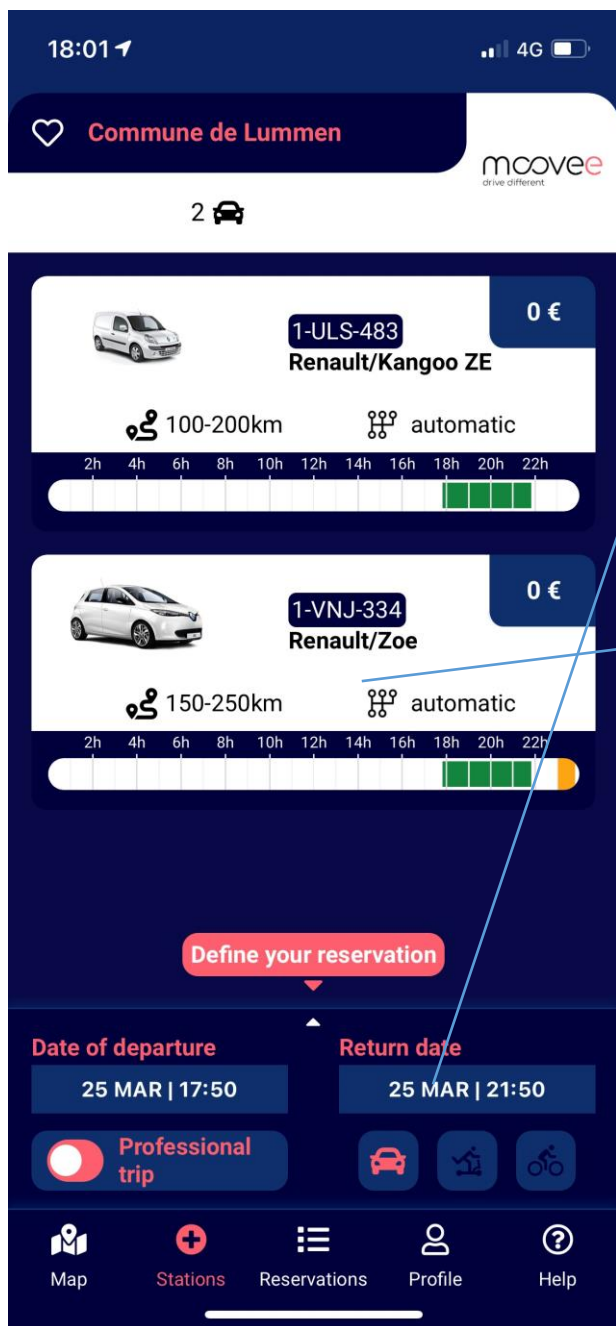 18:01 4G
Commune de Lummen
moovee
drive different
2
0 €
1-ULS-483
Renault/Kangoo ZE
100-200km automatic
2h 4h 6h 8h 10h 12h 14h 16h 18h 20h 22h
0 €
1-VNJ-334
Renault/Zoe
150-250km automatic
2h 4h 6h 8h 10h 12h 14h 16h 18h 20h 22h
Define your reservation
Date of departure Return date
25 MAR | 17:50 25 MAR | 21:50
Professional
trip
Map Stations Reservations Profile Help